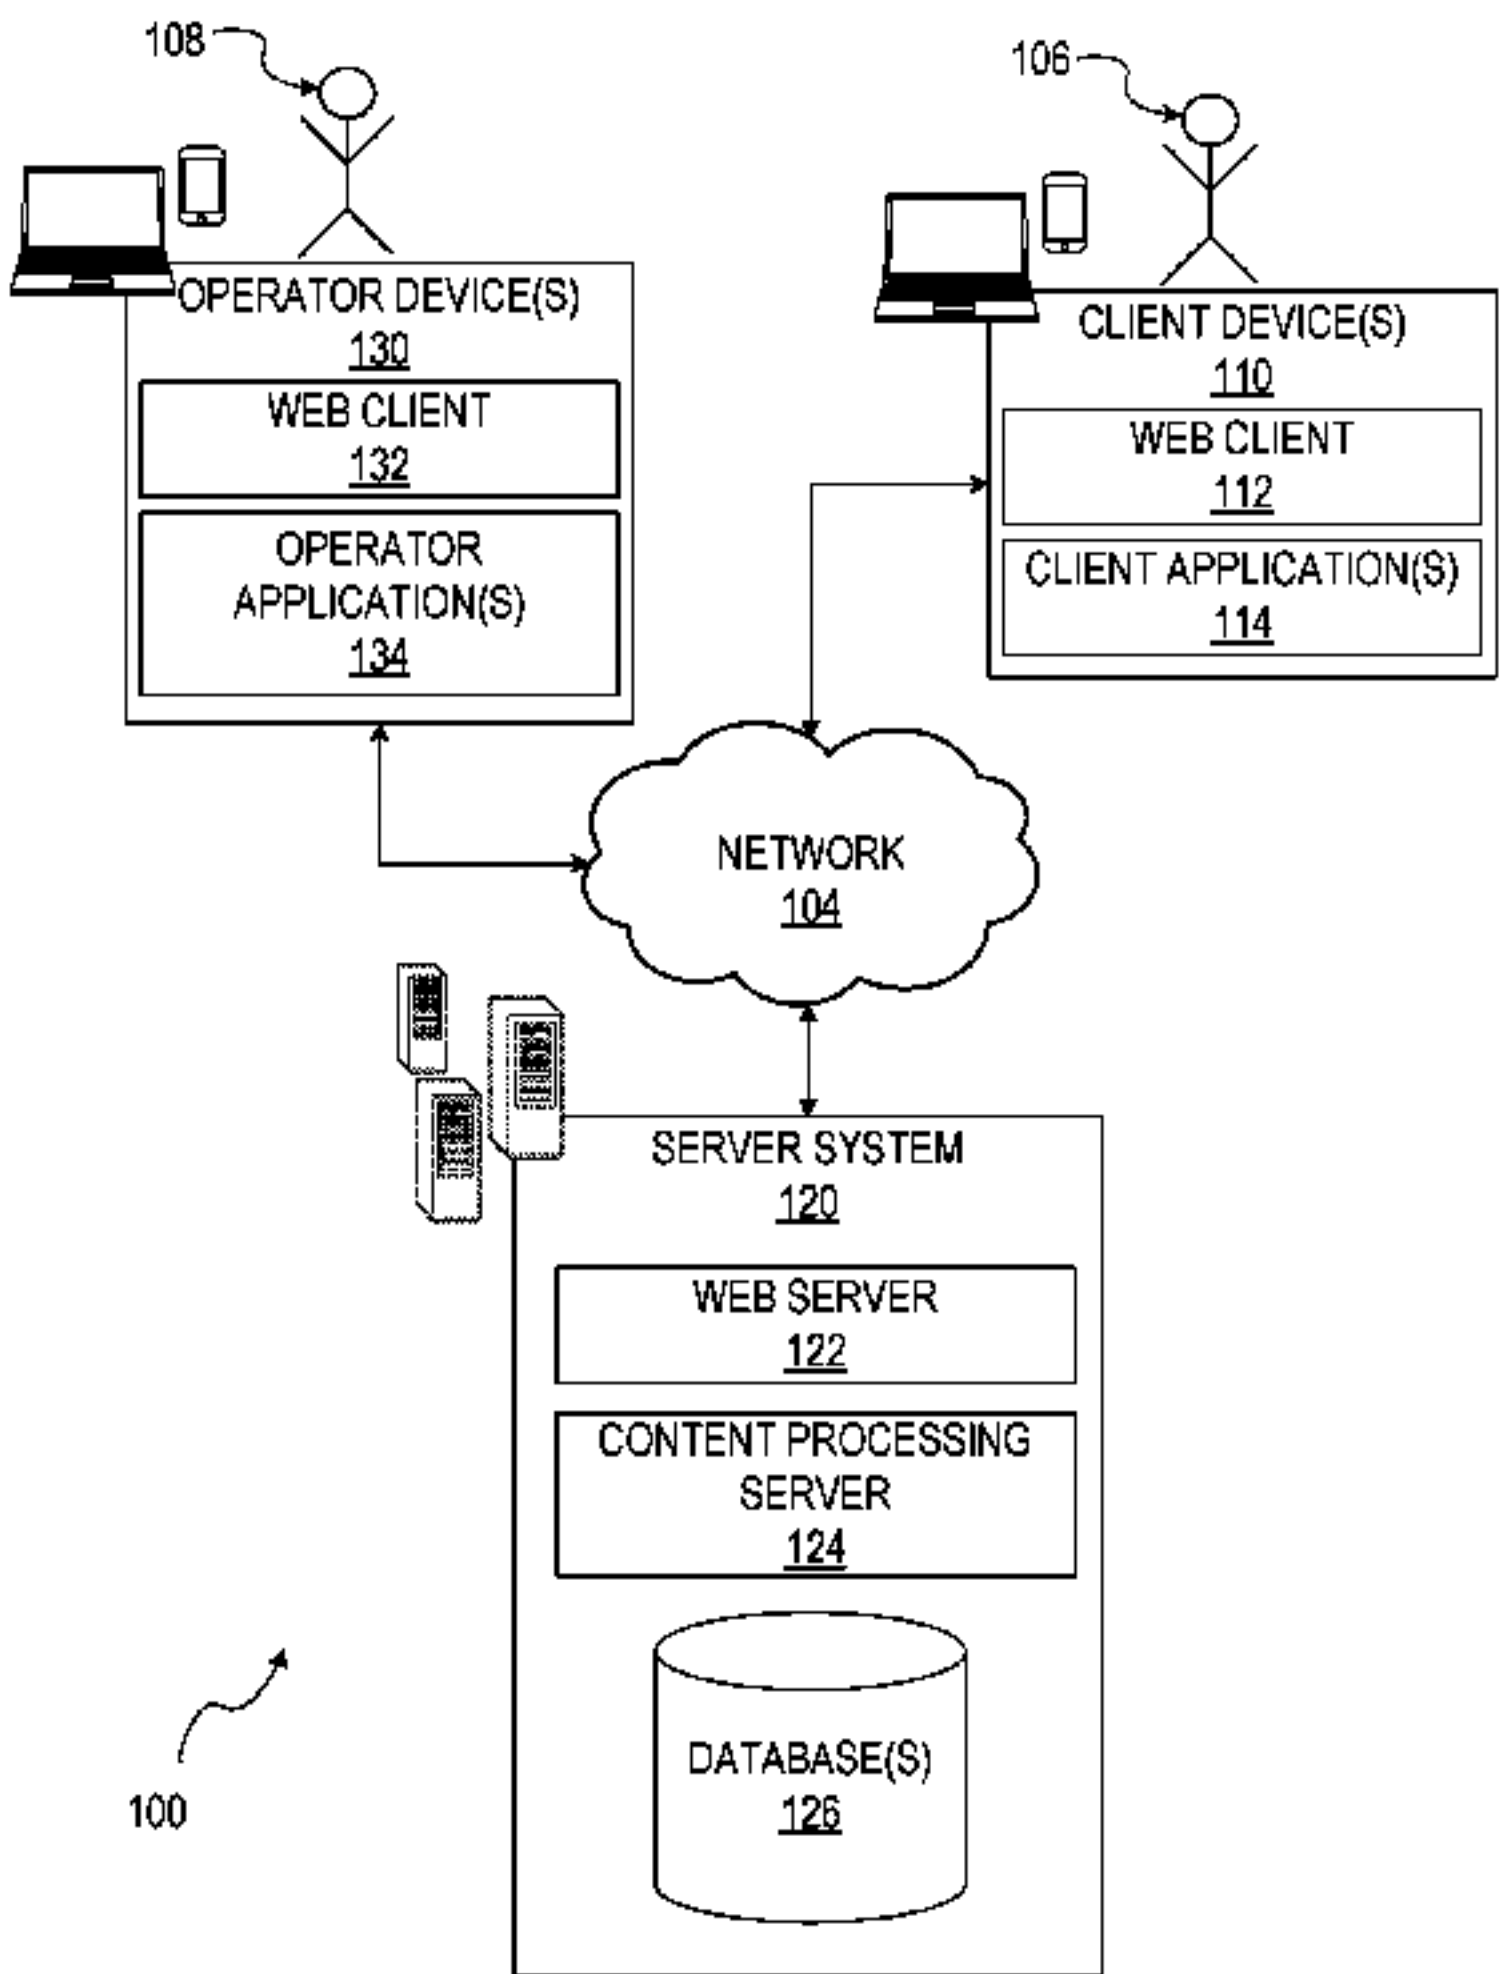 108
OPERATOR DEVICE(S)
130
WEB CLIENT
132
OPERATOR
APPLICATION(S)
134
106
CLIENT DEVICE(S)
110
WEB CLIENT
112
CLIENT APPLICATION(S)
114
NETWORK
104
SERVER SYSTEM
120
WEB SERVER
122
CONTENT PROCESSING
SERVER
124
DATABASE(S)
126
100